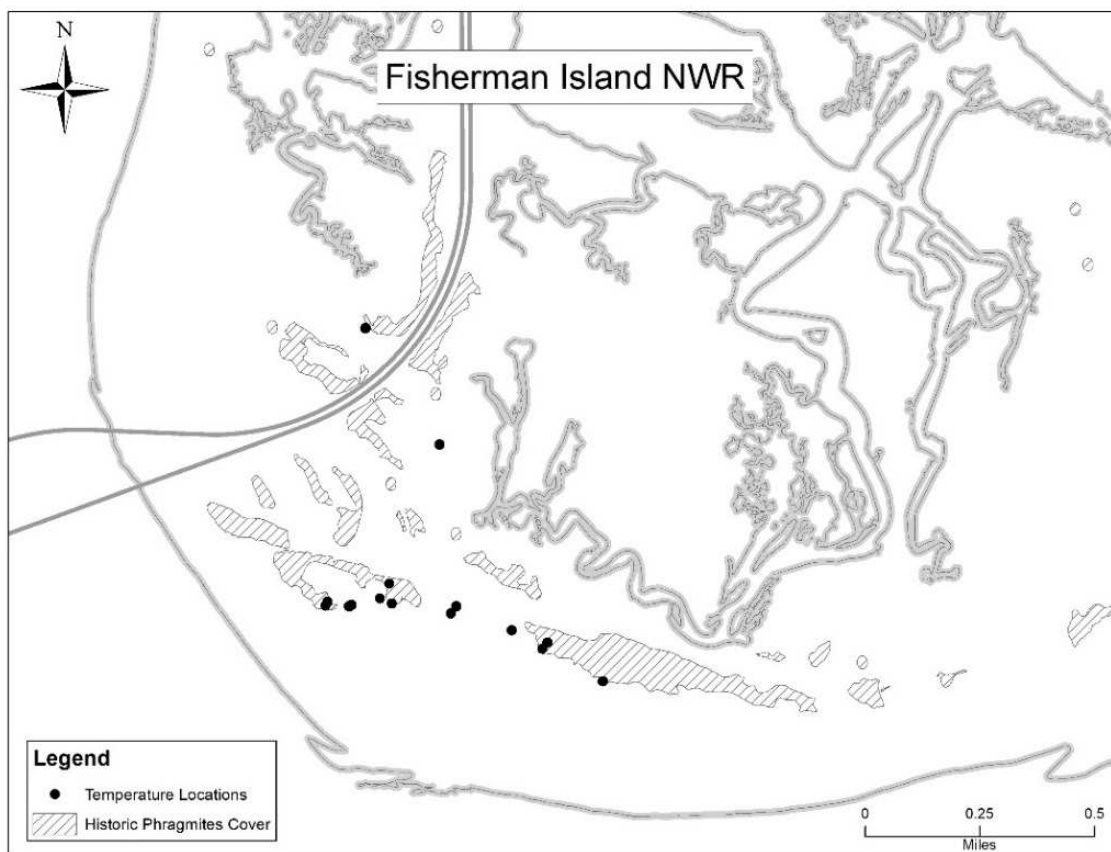 N
Fisherman Island NWR
Legend
Temperature Locations
Historic Phragmites Cover
0 0.25 0.5
Miles